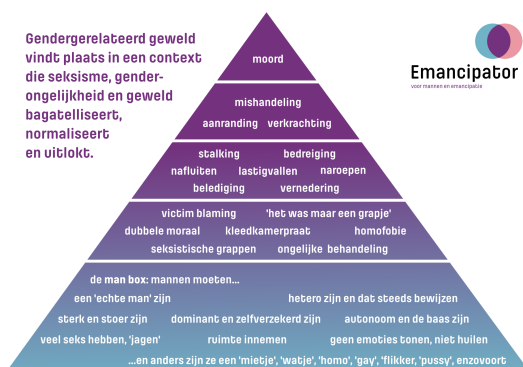 Gendergerelateerd geweld
vindt plaats in een context
die seksisme, gender-
ongelijkheid en geweld
bagatelliseert,
normaliseert
en uitlokt.
Emancipator
voor mannen en emancipatie
moord
mishandeling
aanranding verkrachting
stalking bedreiging
nafluiten lastigvallen naroepen
belediging vernedering
victim blaming 'het was maar een grapje'
dubbele moraal kleedkamerpraat homofobie
seksistische grappen ongelijke behandeling
de man box: mannen moeten...
een 'echte man' zijn hetero zijn en dat steeds bewijzen
sterk en stoer zijn dominant en zelfverzekerd zijn autonoom en de baas zijn
veel seks hebben, 'jagen' ruimte innemen geen emoties tonen, niet huilen
...en anders zijn ze een 'mietje', 'watje', 'homo', 'gay', 'flikker, 'pussy', enzovoort